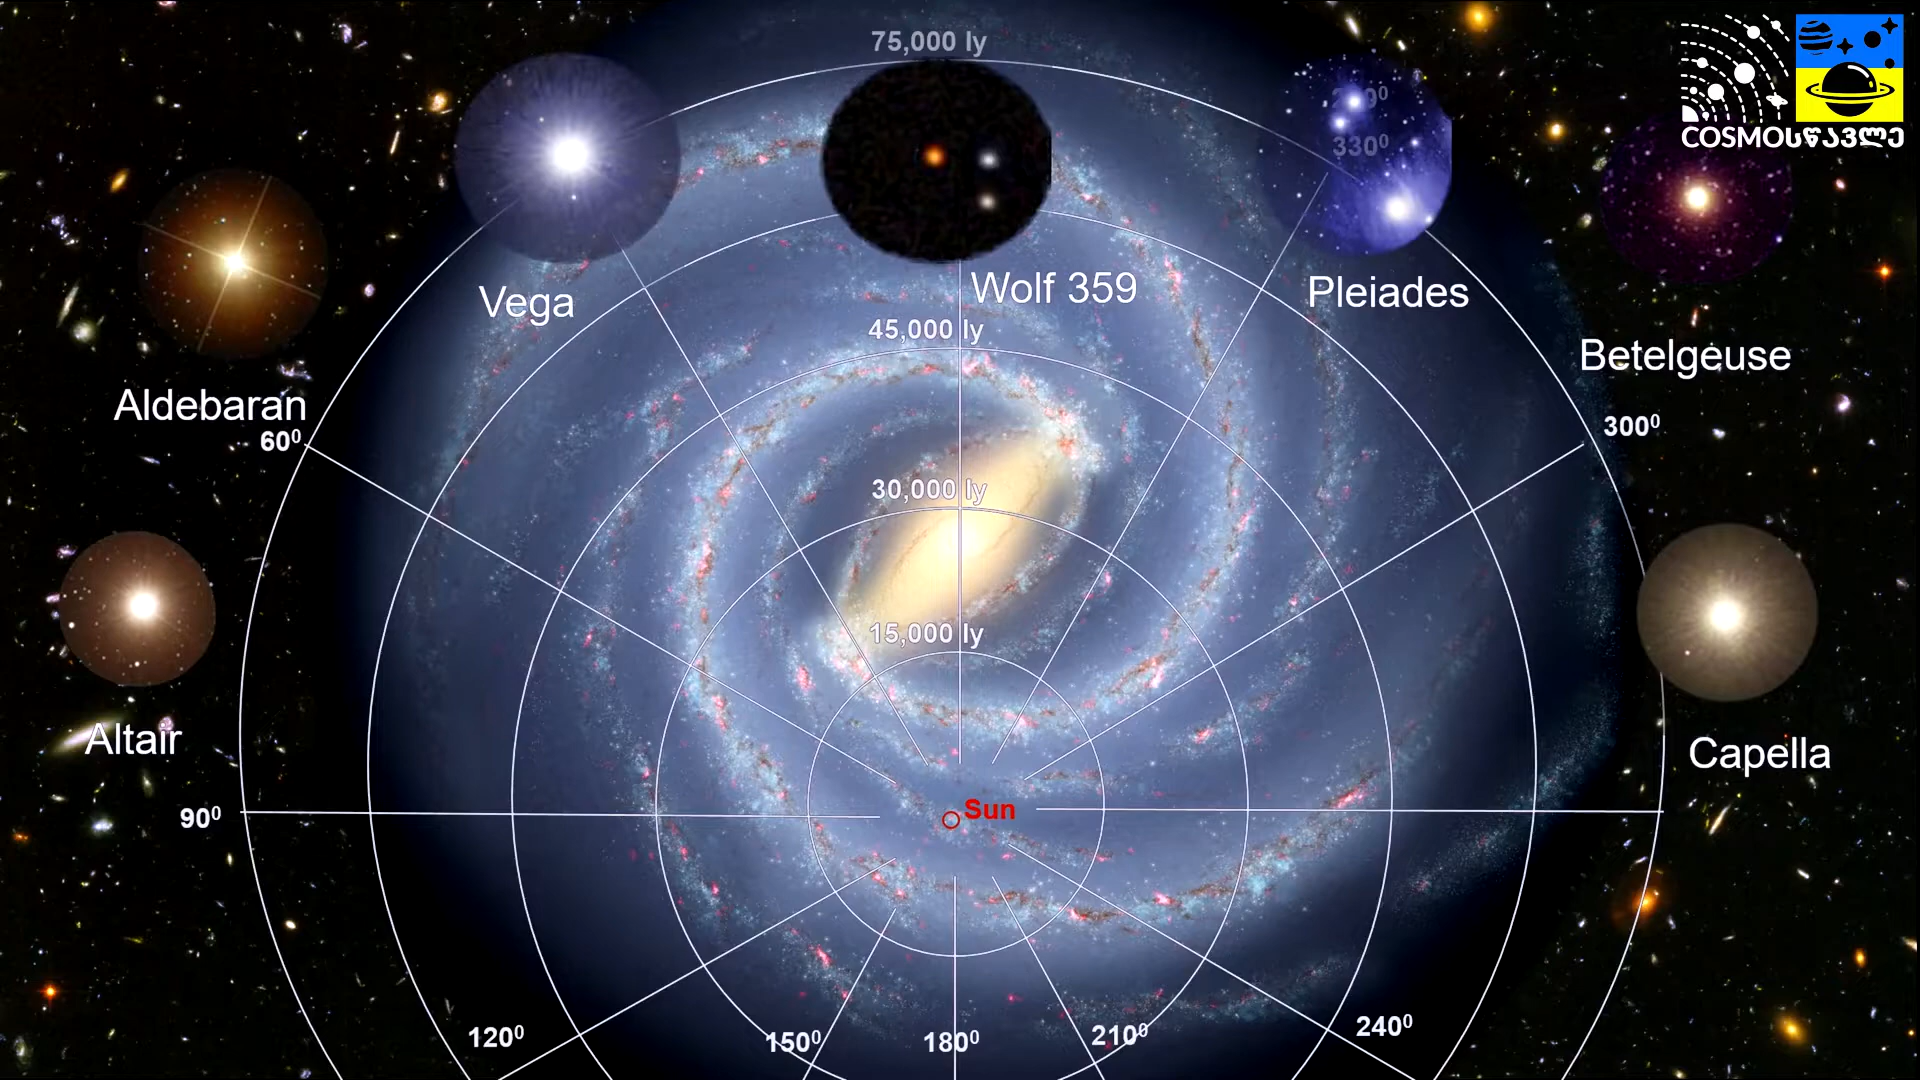 75,000 ly
COSMOსწავლე
330⁰
Vega
Wolf 359
Pleiades
45,000 ly
Betelgeuse
Aldebaran
60⁰
300⁰
30,000 ly
15,000 ly
Altair
Capella
90⁰
Sun
120⁰
150⁰
180⁰
210⁰
240⁰